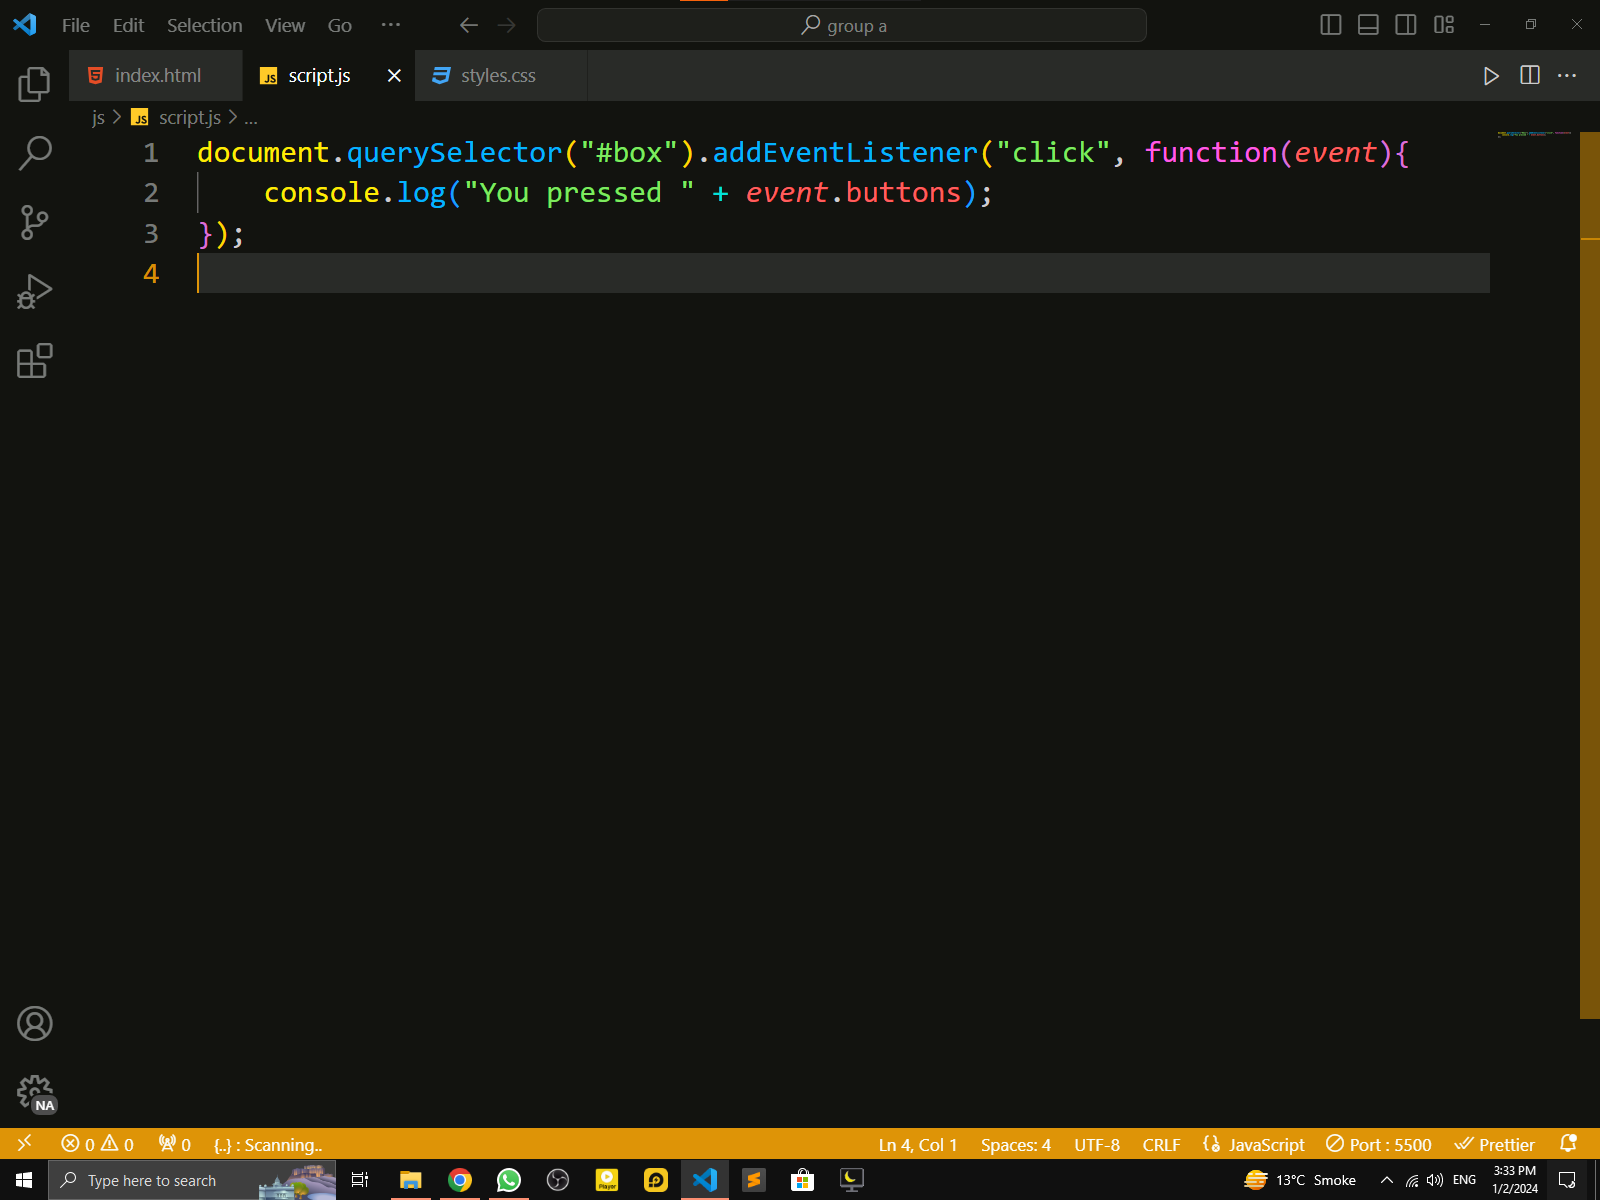 File Edit Selection View Go ··· group a
index.html script.js styles.css ···
js > JS script.js > ...
1 document.querySelector("#box").addEventListener("click", function(event){
2     console.log("You pressed " + event.buttons);
3 });
4
NA
0 0 0 {..} : Scanning.. Ln 4, Col 1 Spaces: 4 UTF-8 CRLF JavaScript Port : 5500 Prettier
Type here to search Player 13°C Smoke ENG 3:33 PM
1/2/2024